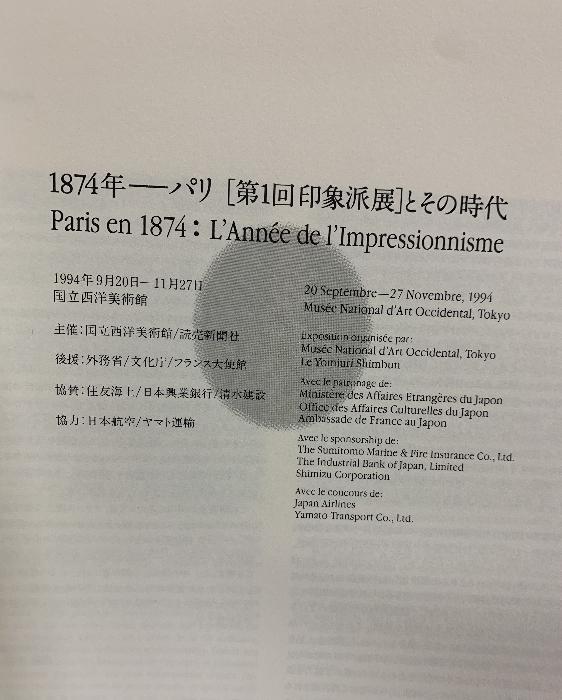 1874年――パリ［第1回印象派展］とその時代
Paris en 1874 : L'Année de l'Impressionnisme
1994年9月20日－11月27日
国立西洋美術館
主催：国立西洋美術館/読売新聞社
後援：外務省/文化庁/フランス大使館
協賛：住友海上/日本興業銀行/清水建設
協力：日本航空/ヤマト運輸
20 Septembre—27 Novembre, 1994
Musée National d'Art Occidental, Tokyo
Exposition organisée par:
Musée National d'Art Occidental, Tokyo
Le Yomiuri Shimbun
Avec le patronage de:
Ministère des Affaires Etrangères du Japon
Office des Affaires Culturelles du Japon
Ambassade de France au Japon
Avec le sponsorship de:
The Sumitomo Marine & Fire Insurance Co., Ltd.
The Industrial Bank of Japan, Limited
Shimizu Corporation
Avec le concours de:
Japan Airlines
Yamato Transport Co., Ltd.